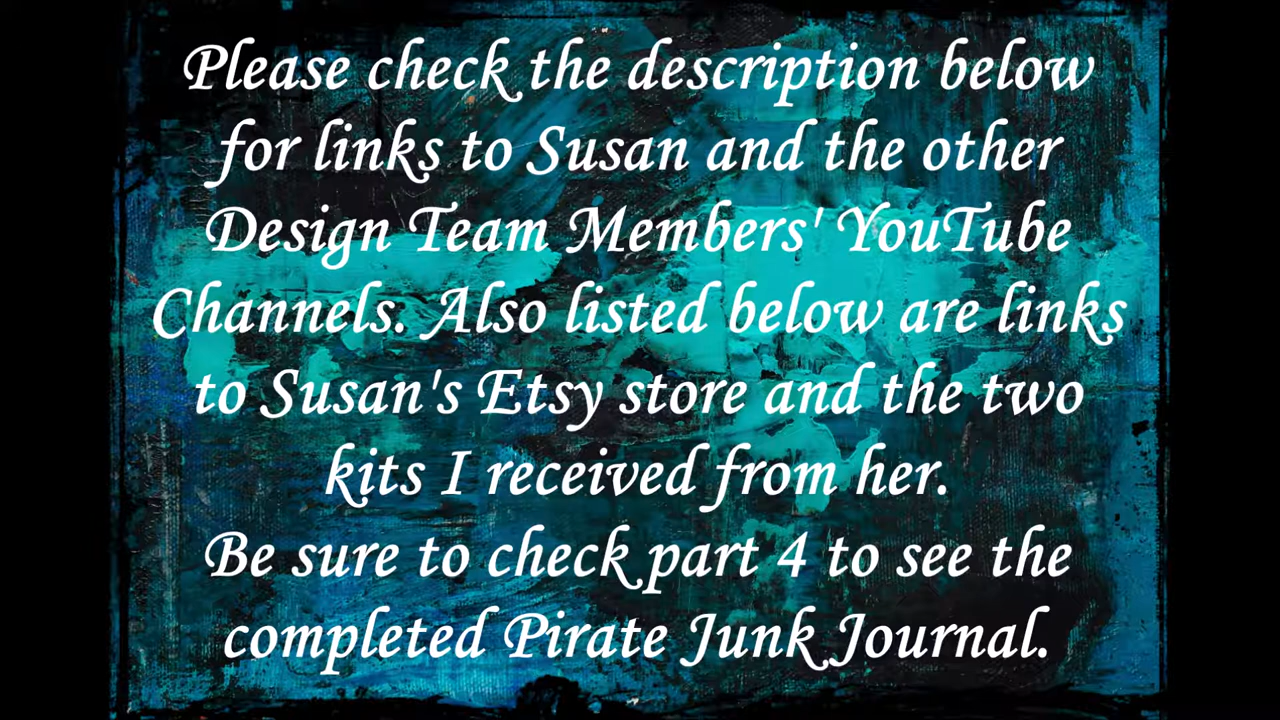 Please check the description below
for links to Susan and the other
Design Team Members' YouTube
Channels. Also listed below are links
to Susan's Etsy store and the two
kits I received from her.
Be sure to check part 4 to see the
completed Pirate Junk Journal.